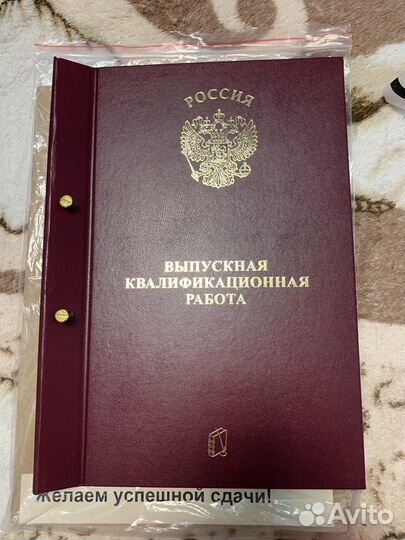 РОССИЯ
ВЫПУСКНАЯ
КВАЛИФИКАЦИОННАЯ
РАБОТА
Желаем успешной сдачи!
Avito